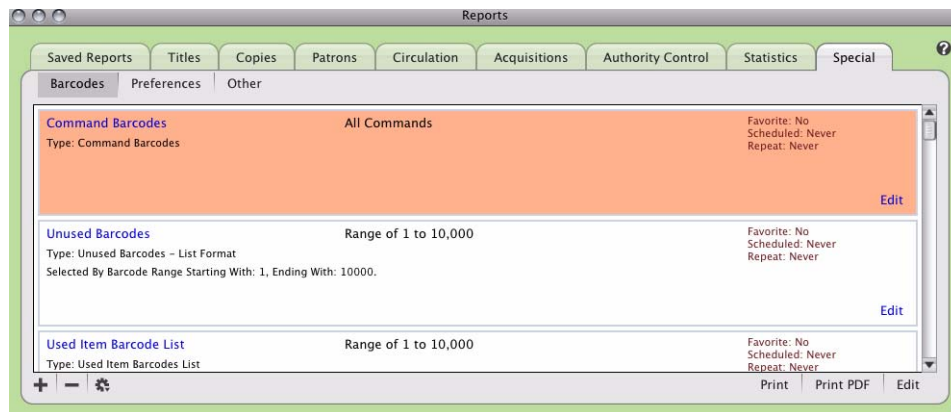 Reports
Saved Reports Titles Copies Patrons Circulation Acquisitions Authority Control Statistics Special ?
Barcodes Preferences Other
Command Barcodes All Commands Favorite: No
Type: Command Barcodes Scheduled: Never
Repeat: Never
Edit
Unused Barcodes Range of 1 to 10,000 Favorite: No
Type: Unused Barcodes – List Format Scheduled: Never
Repeat: Never
Selected By Barcode Range Starting With: 1, Ending With: 10000.
Edit
Used Item Barcode List Range of 1 to 10,000 Favorite: No
Scheduled: Never
Type: Used Item Barcodes List Repeat: Never
Print Print PDF Edit